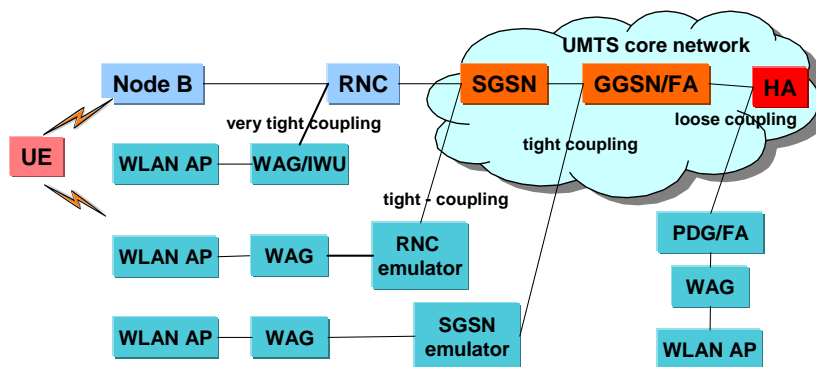 UMTS core network
Node B
RNC
SGSN
GGSN/FA
HA
very tight coupling
loose coupling
UE
WLAN AP
WAG/IWU
tight coupling
tight - coupling
PDG/FA
WLAN AP
WAG
RNC
emulator
WAG
WLAN AP
WAG
SGSN
emulator
WLAN AP